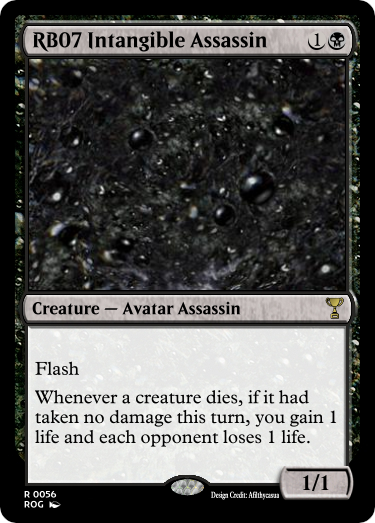 RB07 Intangible Assassin 1
Creature — Avatar Assassin
Flash
Whenever a creature dies, if it had
taken no damage this turn, you gain 1
life and each opponent loses 1 life.
1/1
R 0056
ROG
Design Credit: Afilthycasua